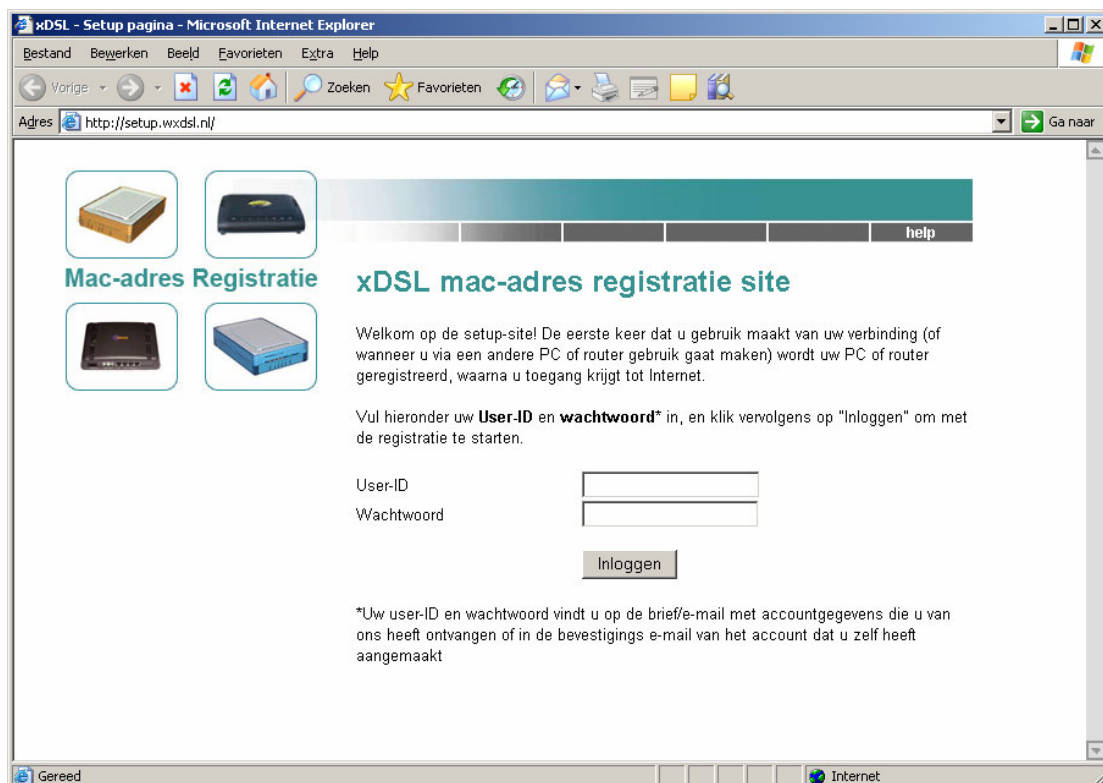 xDSL - Setup pagina - Microsoft Internet Explorer
Bestand Bewerken Beeld Favorieten Extra Help
Vorige Zoeken Favorieten
Adres http://setup.wxdsl.nl/ Ga naar
help
Mac-adres Registratie
xDSL mac-adres registratie site
Welkom op de setup-site! De eerste keer dat u gebruik maakt van uw verbinding (of
wanneer u via een andere PC of router gebruik gaat maken) wordt uw PC of router
geregistreerd, waarna u toegang krijgt tot Internet.
Vul hieronder uw User-ID en wachtwoord* in, en klik vervolgens op "Inloggen" om met
de registratie te starten.
User-ID
Wachtwoord
Inloggen
*Uw user-ID en wachtwoord vindt u op de brief/e-mail met accountgegevens die u van
ons heeft ontvangen of in de bevestigings e-mail van het account dat u zelf heeft
aangemaakt
Gereed Internet